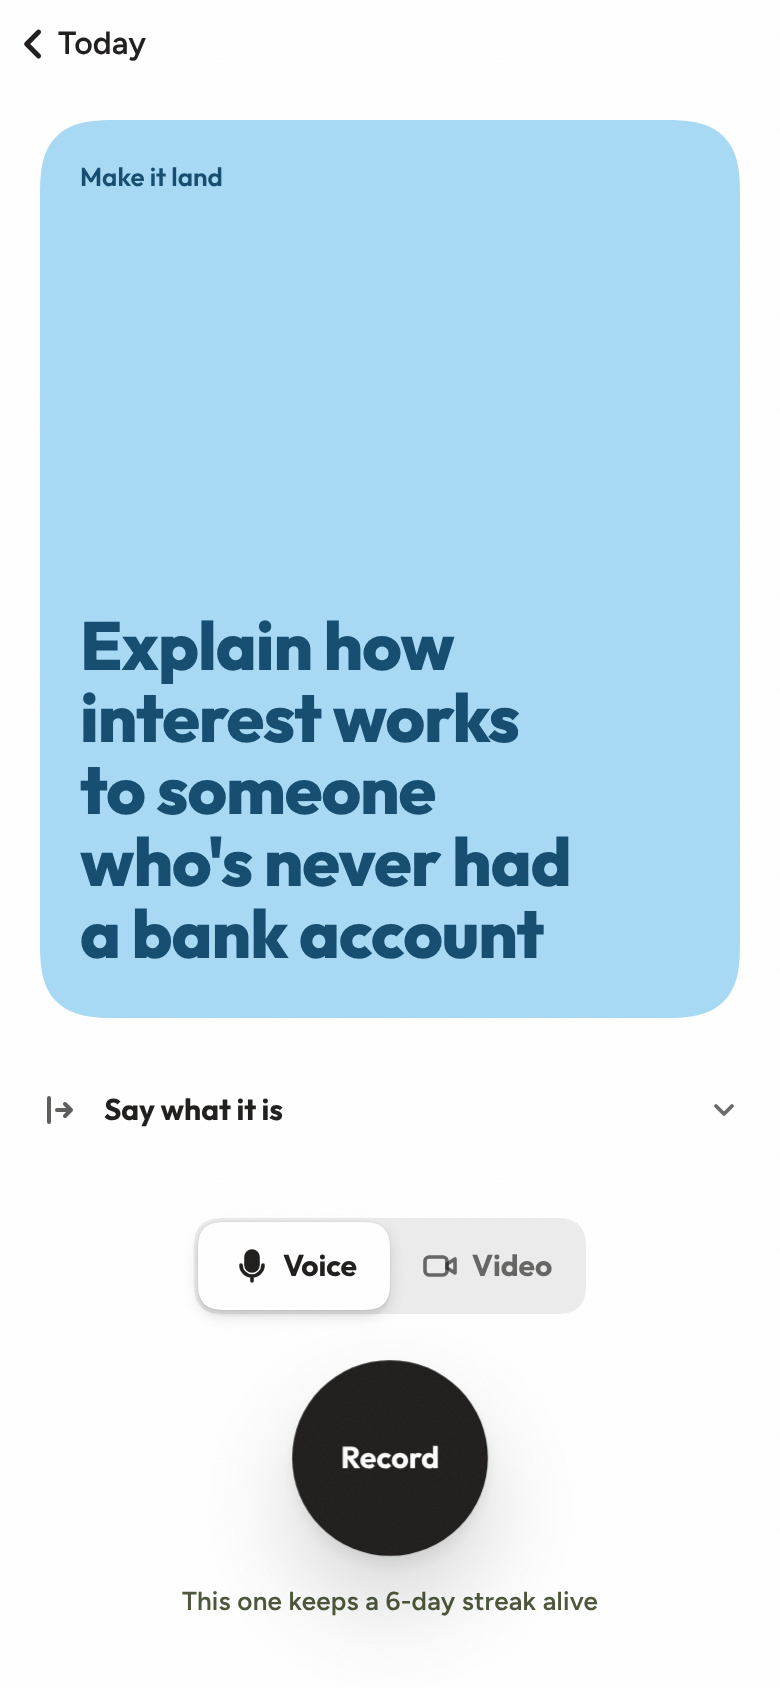 Today
Make it land
Explain how
interest works
to someone
who's never had
a bank account
Say what it is
Voice
Video
Record
This one keeps a 6-day streak alive